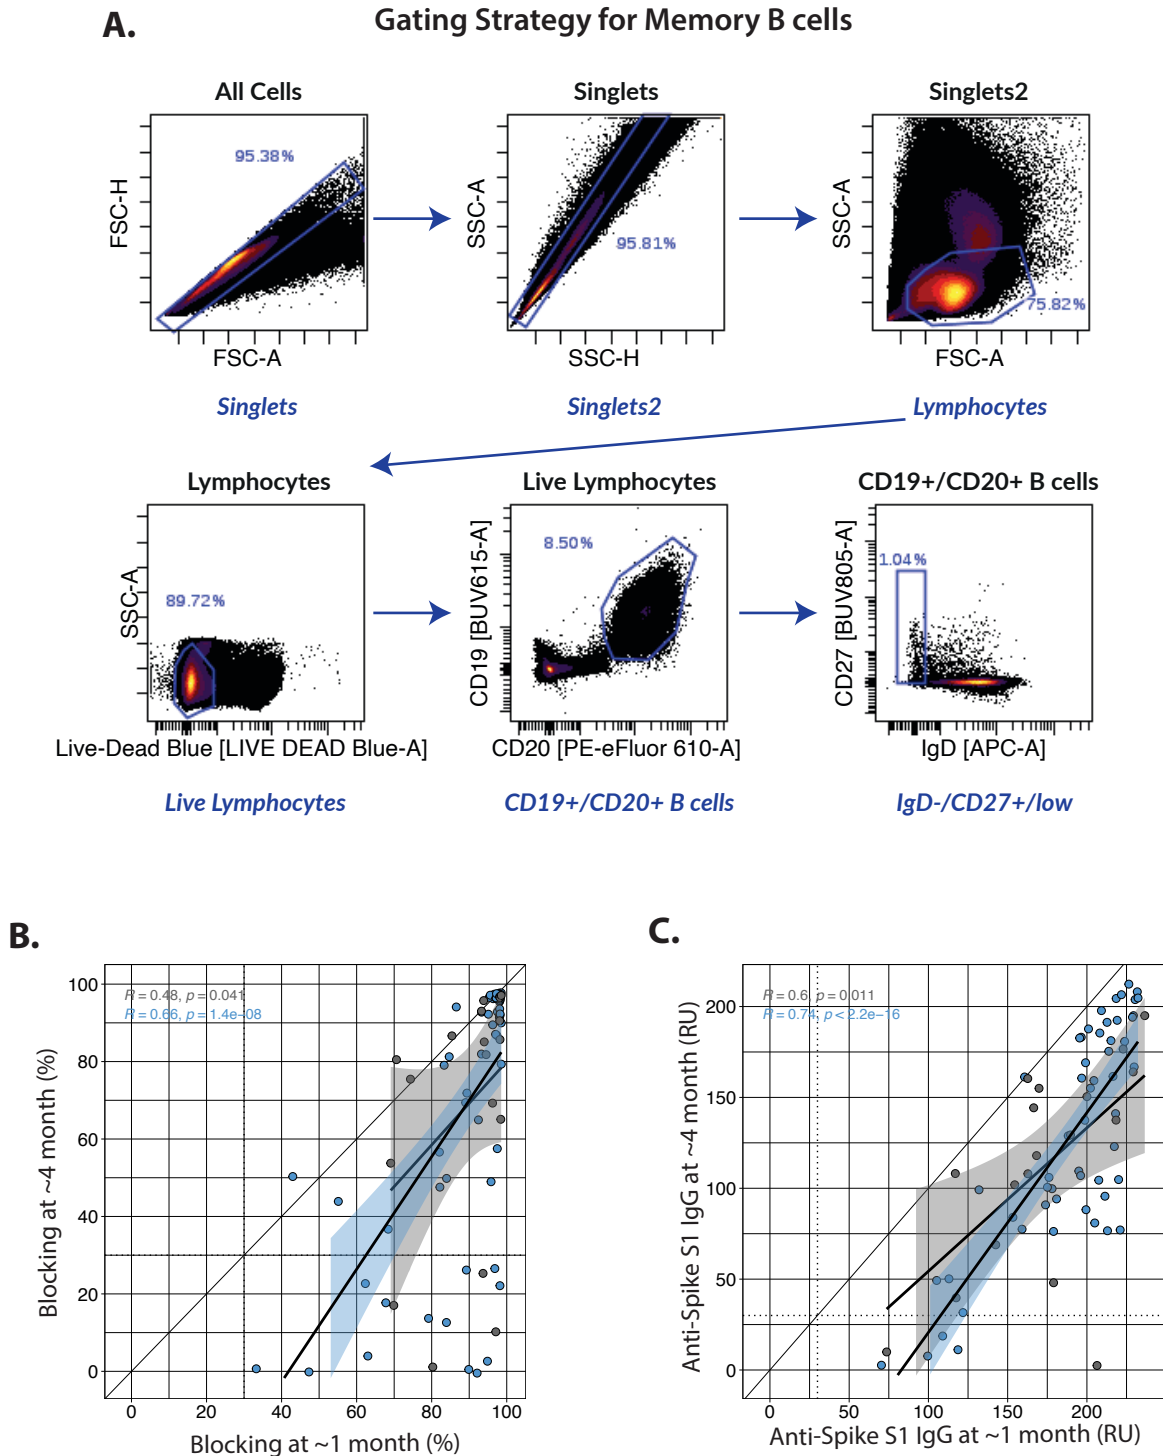 A.
Gating Strategy for Memory B cells
All Cells
Singlets
Singlets2
95.38%
95.81%
75.82%
FSC-H
SSC-A
SSC-A
FSC-A
SSC-H
FSC-A
Singlets
Singlets2
Lymphocytes
Lymphocytes
Live Lymphocytes
CD19+/CD20+ B cells
89.72%
8.50%
1.04%
SSC-A
CD19 [BUV615-A]
CD27 [BUV805-A]
Live-Dead Blue [LIVE DEAD Blue-A]
CD20 [PE-eFluor 610-A]
IgD [APC-A]
Live Lymphocytes
CD19+/CD20+ B cells
IgD-/CD27+/low
B.
R = 0.48, p = 0.041
R = 0.66, p = 1.4e−08
100
80
60
40
20
0
Blocking at ~4 month (%)
0 20 40 60 80 100
Blocking at ~1 month (%)
C.
R = 0.6, p = 0.011
R = 0.74, p < 2.2e−16
200
150
100
50
0
Anti-Spike S1 IgG at ~4 month (RU)
0 50 100 150 200
Anti-Spike S1 IgG at ~1 month (RU)